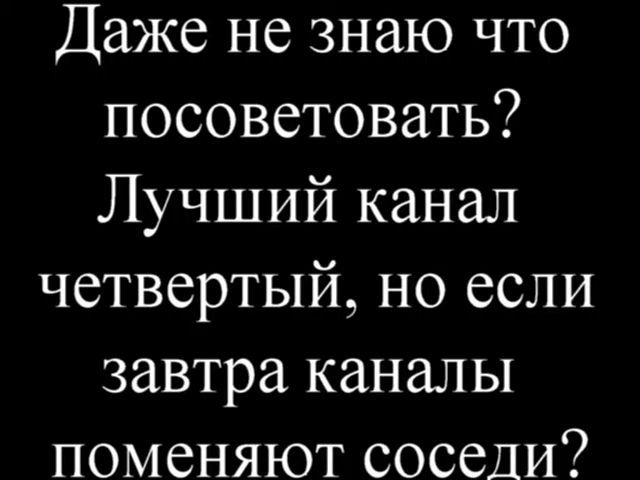 Даже не знаю что
посоветовать?
Лучший канал
четвертый, но если
завтра каналы
поменяют соседи?